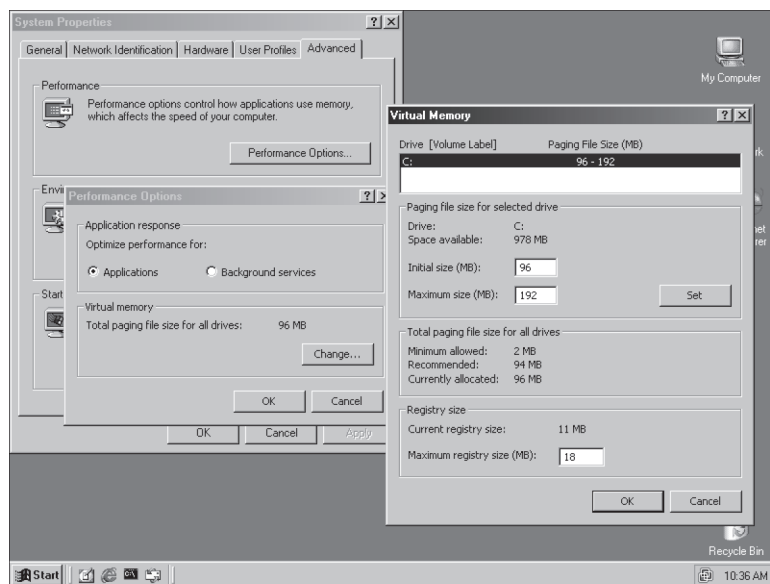 System Properties
General Network Identification Hardware User Profiles Advanced
Performance
Performance options control how applications use memory,
which affects the speed of your computer.
Performance Options...
Envi
Start
OK Cancel Apply
Performance Options
Application response
Optimize performance for:
Applications Background services
Virtual memory
Total paging file size for all drives: 96 MB
Change...
OK Cancel
Virtual Memory
Drive [Volume Label] Paging File Size (MB)
C: 96 - 192
Paging file size for selected drive
Drive: C:
Space available: 978 MB
Initial size (MB): 96
Maximum size (MB): 192
Set
Total paging file size for all drives
Minimum allowed: 2 MB
Recommended: 94 MB
Currently allocated: 96 MB
Registry size
Current registry size: 11 MB
Maximum registry size (MB): 18
OK Cancel
My Computer
rk
net
rer
Recycle Bin
Start
10:36 AM